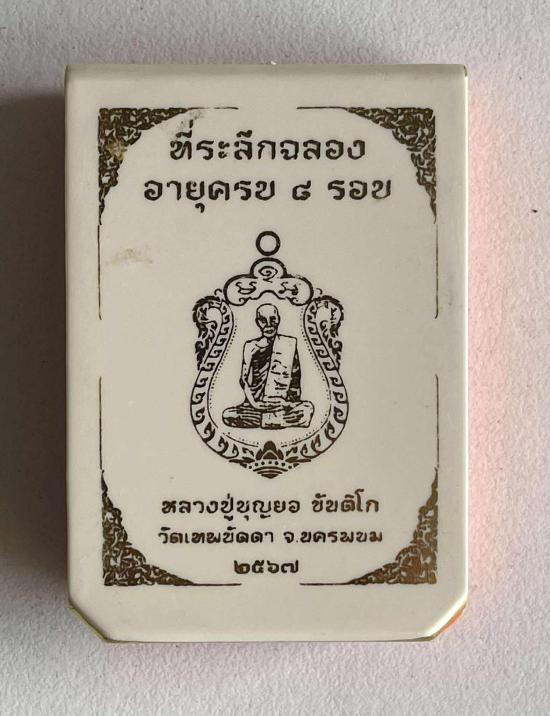 ที่ระลึกฉลอง
อายุครบ ๘ รอบ
หลวงปู่บุญยอ ขันติโก
วัดเทพนัดดา จ.นครพนม
๒๕๖๗